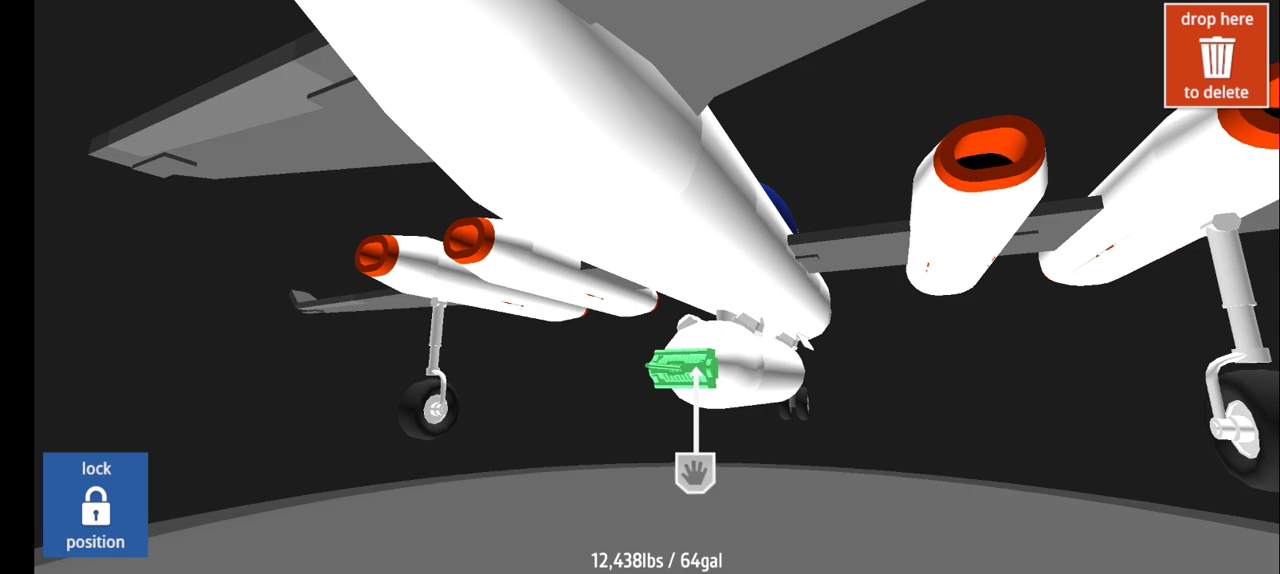 drop here
to delete
lock
position
12,438lbs / 64gal